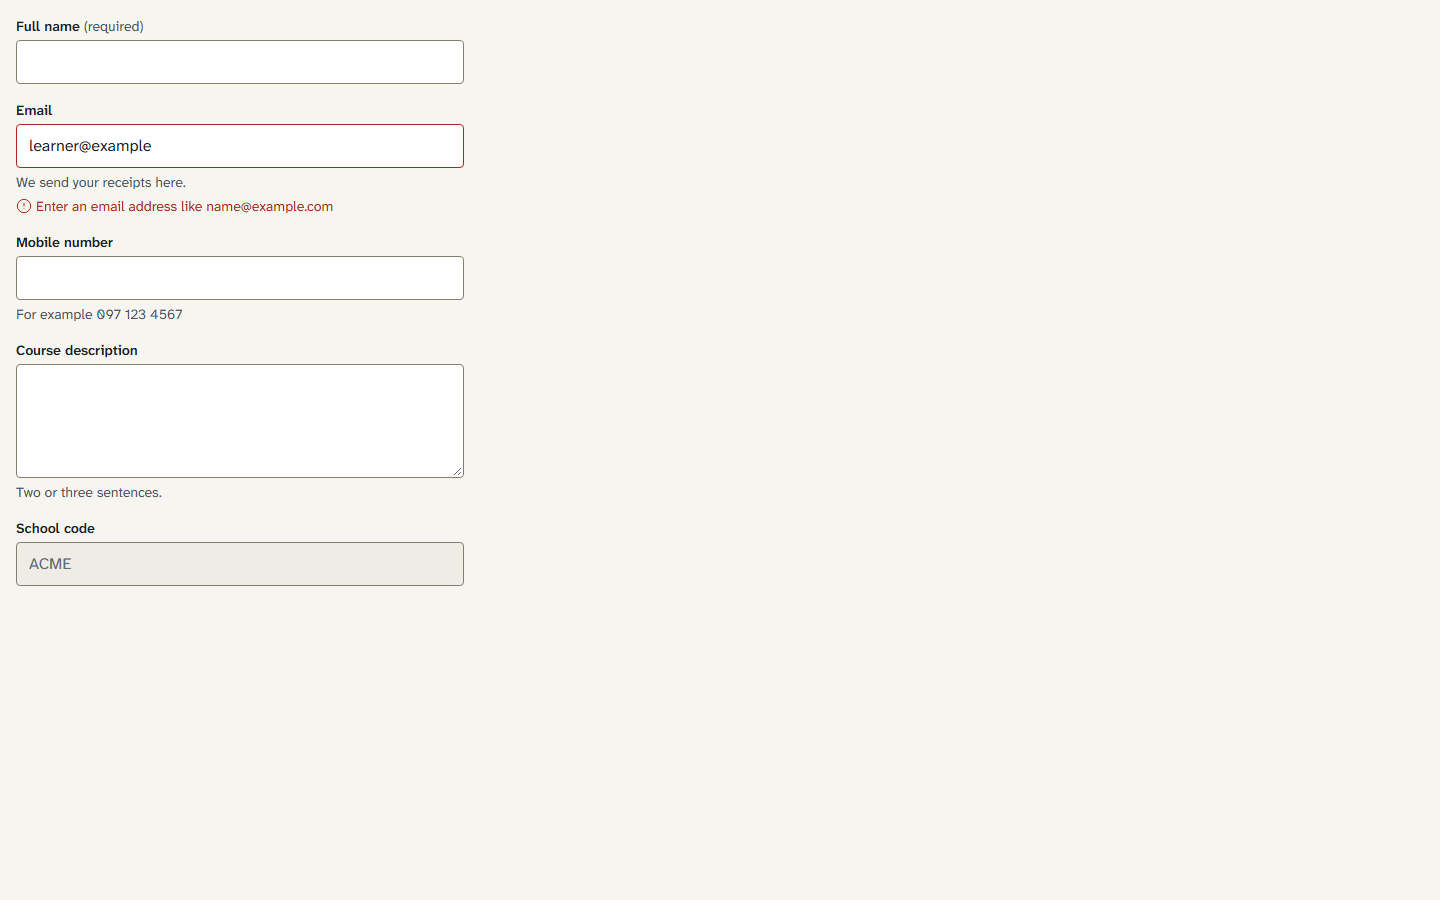 Full name (required)
Email
learner@example
We send your receipts here.
Enter an email address like name@example.com
Mobile number
For example 097 123 4567
Course description
Two or three sentences.
School code
ACME